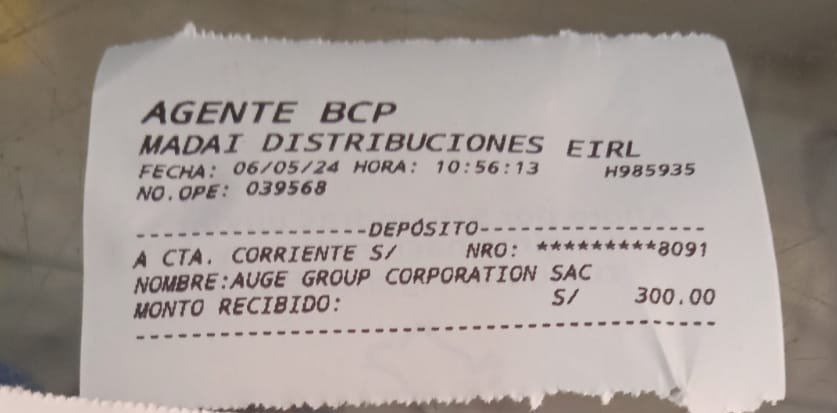 AGENTE BCP
MADAI DISTRIBUCIONES EIRL
FECHA: 06/05/24 HORA: 10:56:13 H985935
NO.OPE: 039568
-----------------DEPÓSITO-----------------
A CTA. CORRIENTE S/ NRO: *********8091
NOMBRE:AUGE GROUP CORPORATION SAC
MONTO RECIBIDO: S/ 300.00
------------------------------------------